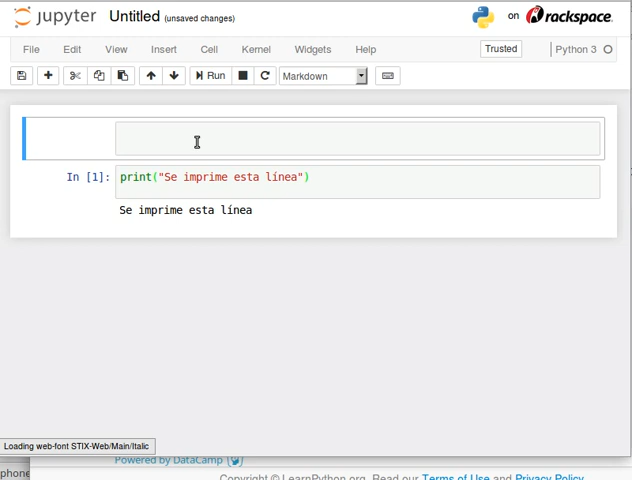 jupyter Untitled (unsaved changes) on rackspace.
File Edit View Insert Cell Kernel Widgets Help Trusted Python 3
Run Markdown
In [1]: print("Se imprime esta línea")
Se imprime esta línea
Loading web-font STIX-Web/Main/Italic
Powered by DataCamp
phone
Copyright © LearnPython.org. Read our Terms of Use and Privacy Policy